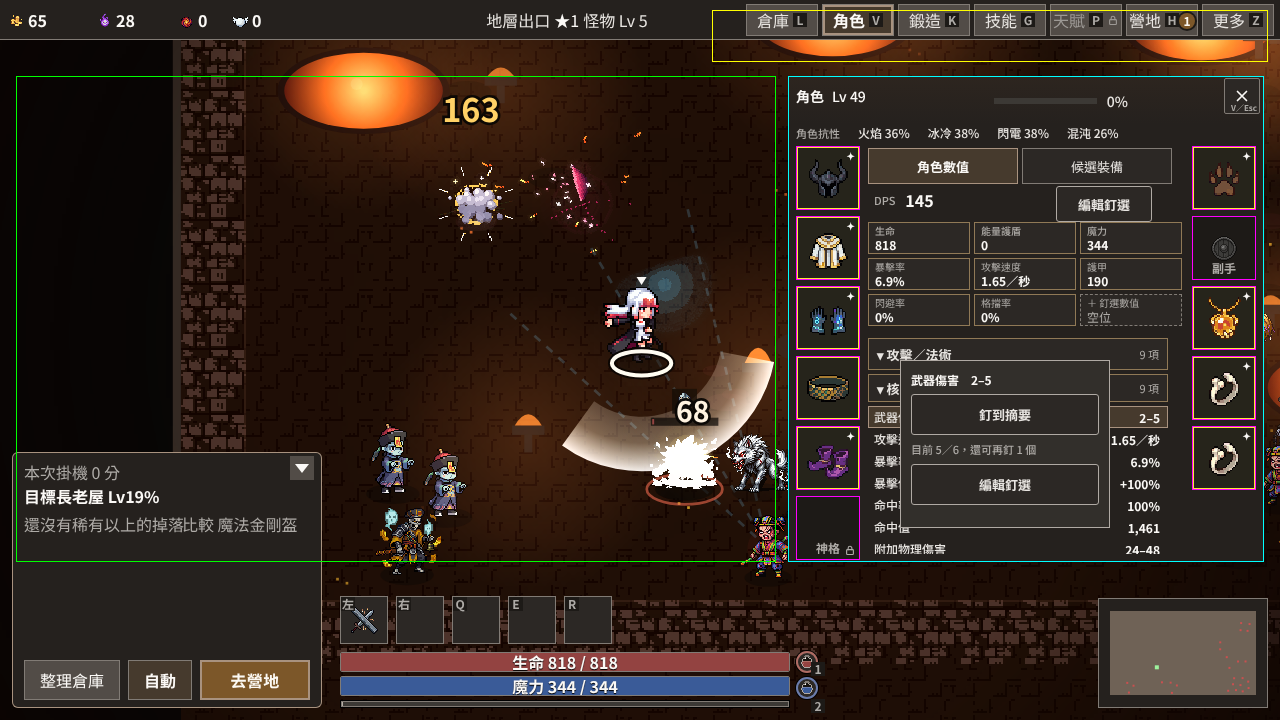 65 28 0 0 地層出口 ★1 怪物 Lv 5 倉庫 L 角色 V 鍛造 K 技能 G 天賦 P 營地 H 1 更多 Z
163
68
角色 Lv 49 0% V／Esc
角色抗性 火焰 36% 冰冷 38% 閃電 38% 混沌 26%
角色數值 候選裝備
DPS 145 編輯釘選
生命 能量護盾 魔力
818 0 344
暴擊率 攻擊速度 護甲
6.9% 1.65／秒 190
閃避率 格擋率 ＋ 釘選數值
0% 0% 空位
副手
▼攻擊／法術 9 項
▼核 9 項
武器傷害 2–5
釘到摘要
目前 5／6，還可再釘 1 個
編輯釘選
武器 2–5
攻擊 1.65／秒
暴擊 6.9%
暴擊 +100%
命中 100%
命中值 1,461
附加物理傷害 24–48
神格
本次掛機 0 分
目標長老屋 Lv19%
還沒有稀有以上的掉落比較 魔法金剛盔
整理倉庫 自動 去營地
左 右 Q E R
生命 818 / 818 1
魔力 344 / 344 2